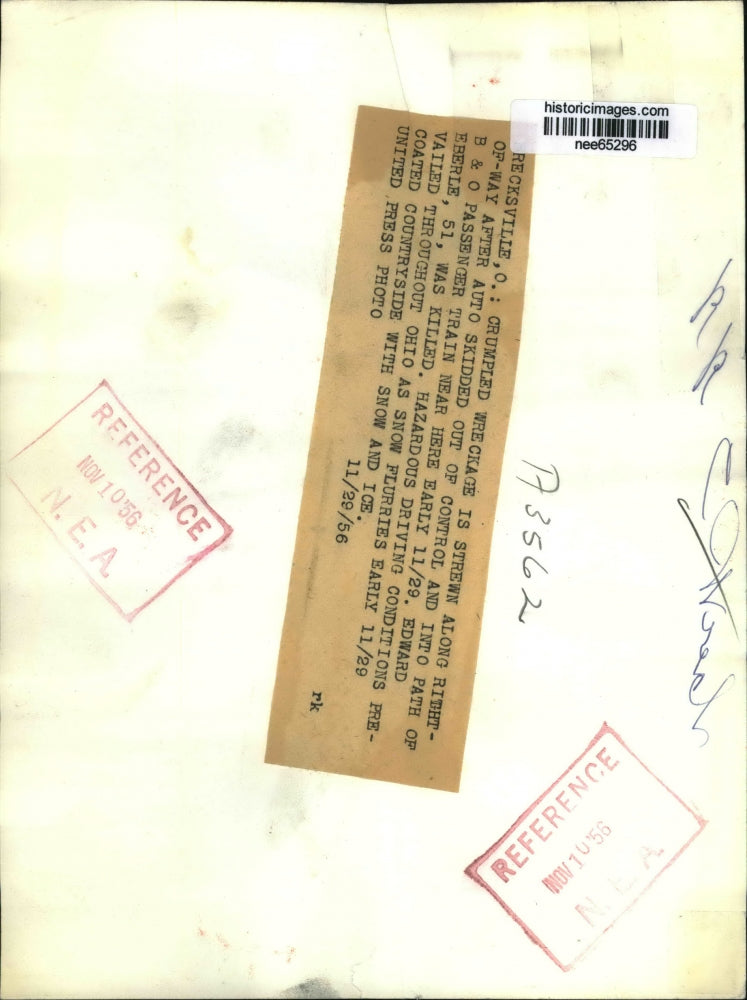 historicimages.com
nee65296
RECKSVILLE,O.: CRUMPLED WRECKAGE IS STREWN ALONG RIGHT-
OF-WAY AFTER AUTO SKIDDED OUT OF CONTROL AND INTO PATH OF
B & O PASSENGER TRAIN NEAR HERE EARLY 11/29. EDWARD
EBERLE, 51, WAS KILLED. HAZARDOUS DRIVING CONDITIONS PRE-
VAILED THROUGHOUT OHIO AS SNOW FLURRIES EARLY 11/29
COATED COUNTRYSIDE WITH SNOW AND ICE.
UNITED PRESS PHOTO 11/29/56
rk
A3562
REFERENCE
NOV 10'56
N. E. A.
REFERENCE
NOV 10'56
N. E. A.